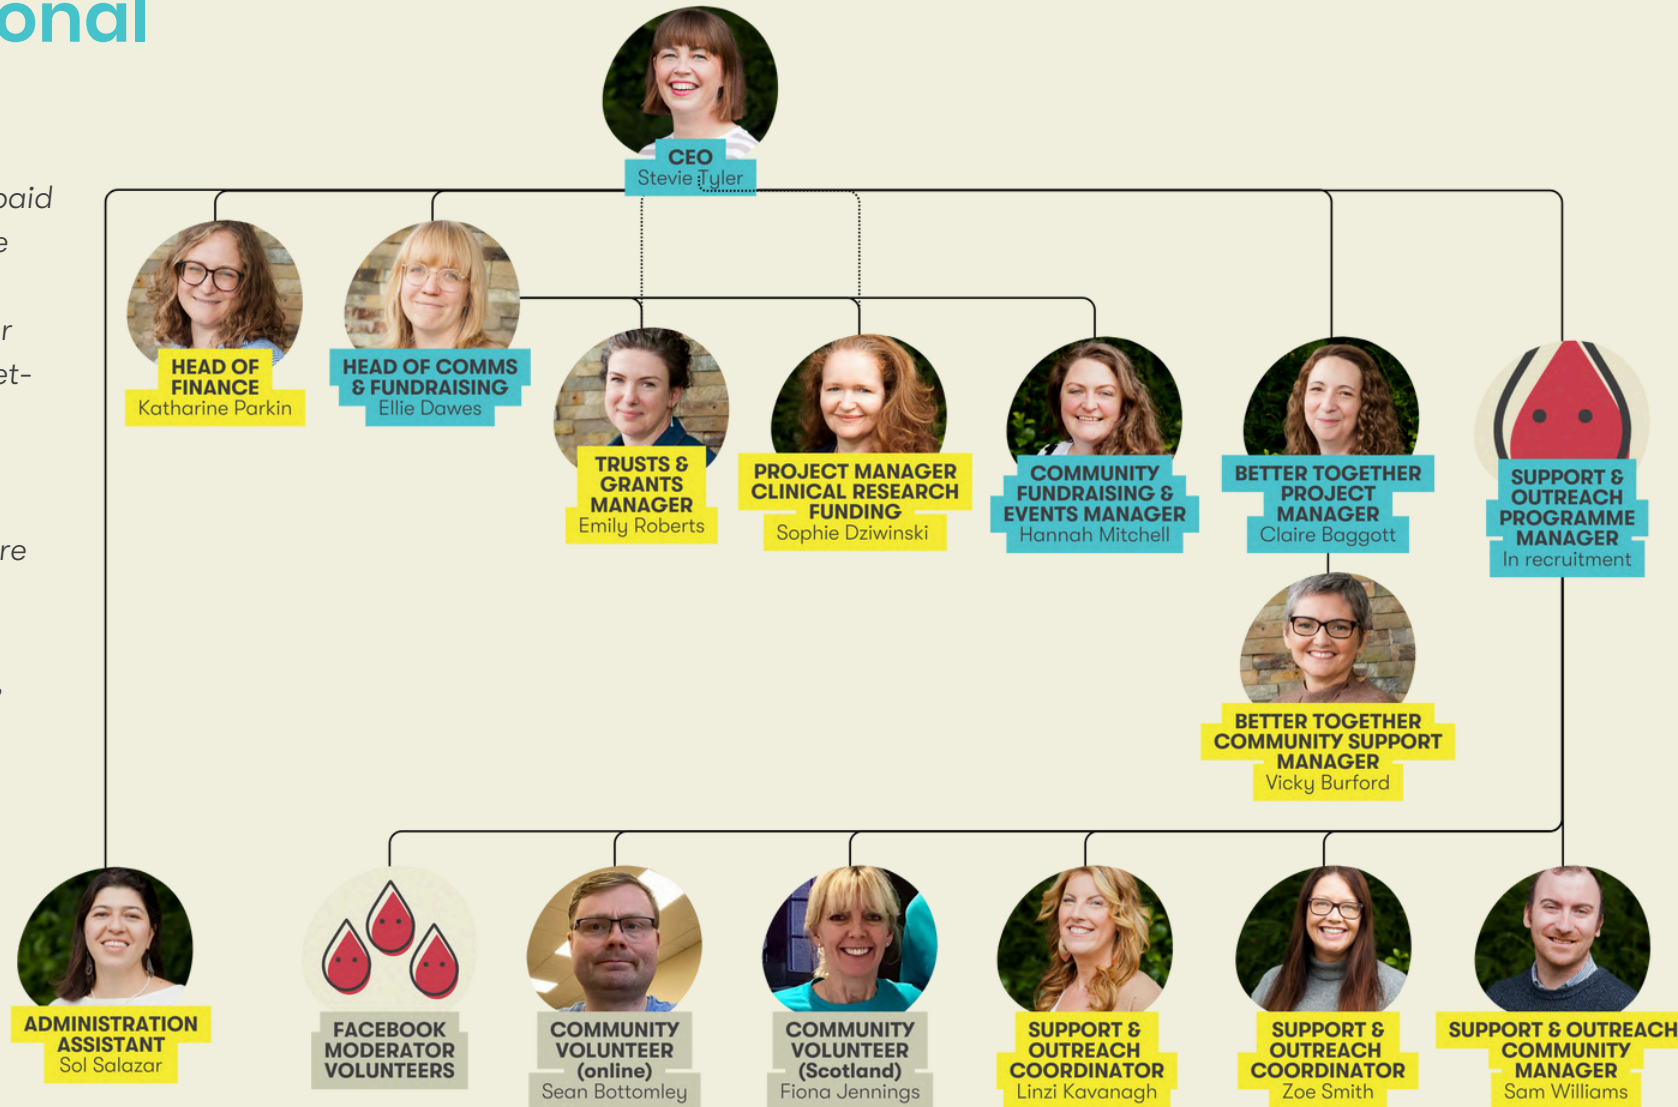 onal
paid
e
r
et-
re
CEO
Stevie Tyler
HEAD OF
FINANCE
Katharine Parkin
HEAD OF COMMS
& FUNDRAISING
Ellie Dawes
TRUSTS &
GRANTS
MANAGER
Emily Roberts
PROJECT MANAGER
CLINICAL RESEARCH
FUNDING
Sophie Dziwinski
COMMUNITY
FUNDRAISING &
EVENTS MANAGER
Hannah Mitchell
BETTER TOGETHER
PROJECT
MANAGER
Claire Baggott
SUPPORT &
OUTREACH
PROGRAMME
MANAGER
In recruitment
BETTER TOGETHER
COMMUNITY SUPPORT
MANAGER
Vicky Burford
ADMINISTRATION
ASSISTANT
Sol Salazar
FACEBOOK
MODERATOR
VOLUNTEERS
COMMUNITY
VOLUNTEER
(online)
Sean Bottomley
COMMUNITY
VOLUNTEER
(Scotland)
Fiona Jennings
SUPPORT &
OUTREACH
COORDINATOR
Linzi Kavanagh
SUPPORT &
OUTREACH
COORDINATOR
Zoe Smith
SUPPORT & OUTREACH
COMMUNITY
MANAGER
Sam Williams